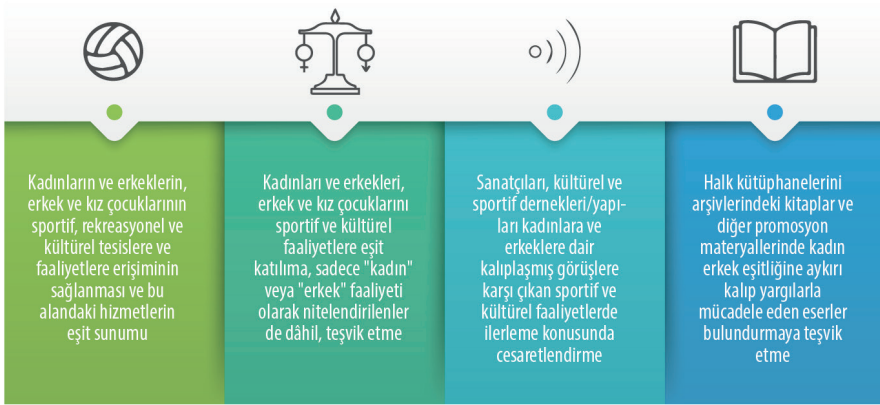 Kadınların ve erkeklerin,
erkek ve kız çocuklarının
sportif, rekreasyonel ve
kültürel tesislere ve
faaliyetlere erişiminin
sağlanması ve bu
alandaki hizmetlerin
eşit sunumu
Kadınları ve erkekleri,
erkek ve kız çocuklarını
sportif ve kültürel
faaliyetlere eşit
katılıma, sadece "kadın"
veya "erkek" faaliyeti
olarak nitelendirilenler
de dâhil, teşvik etme
Sanatçıları, kültürel ve
sportif dernekleri/yapı-
ları kadınlara ve
erkeklere dair
kalıplaşmış görüşlere
karşı çıkan sportif ve
kültürel faaliyetlerde
ilerleme konusunda
cesaretlendirme
Halk kütüphanelerini
arşivlerindeki kitaplar ve
diğer promosyon
materyallerinde kadın
erkek eşitliğine aykırı
kalıp yargılarla
mücadele eden eserler
bulundurmaya teşvik
etme